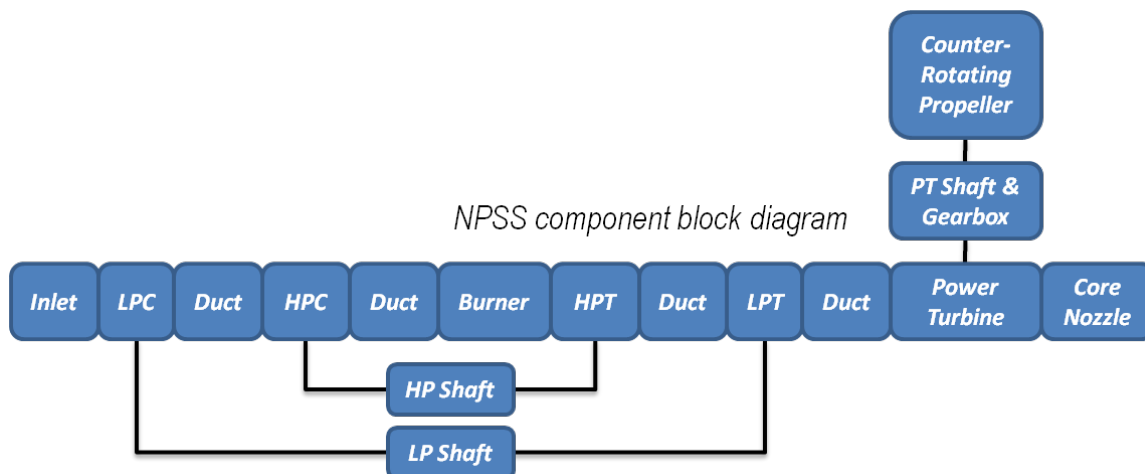 Counter-
Rotating
Propeller
PT Shaft &
Gearbox
NPSS component block diagram
Inlet
LPC
Duct
HPC
Duct
Burner
HPT
Duct
LPT
Duct
Power
Turbine
Core
Nozzle
HP Shaft
LP Shaft